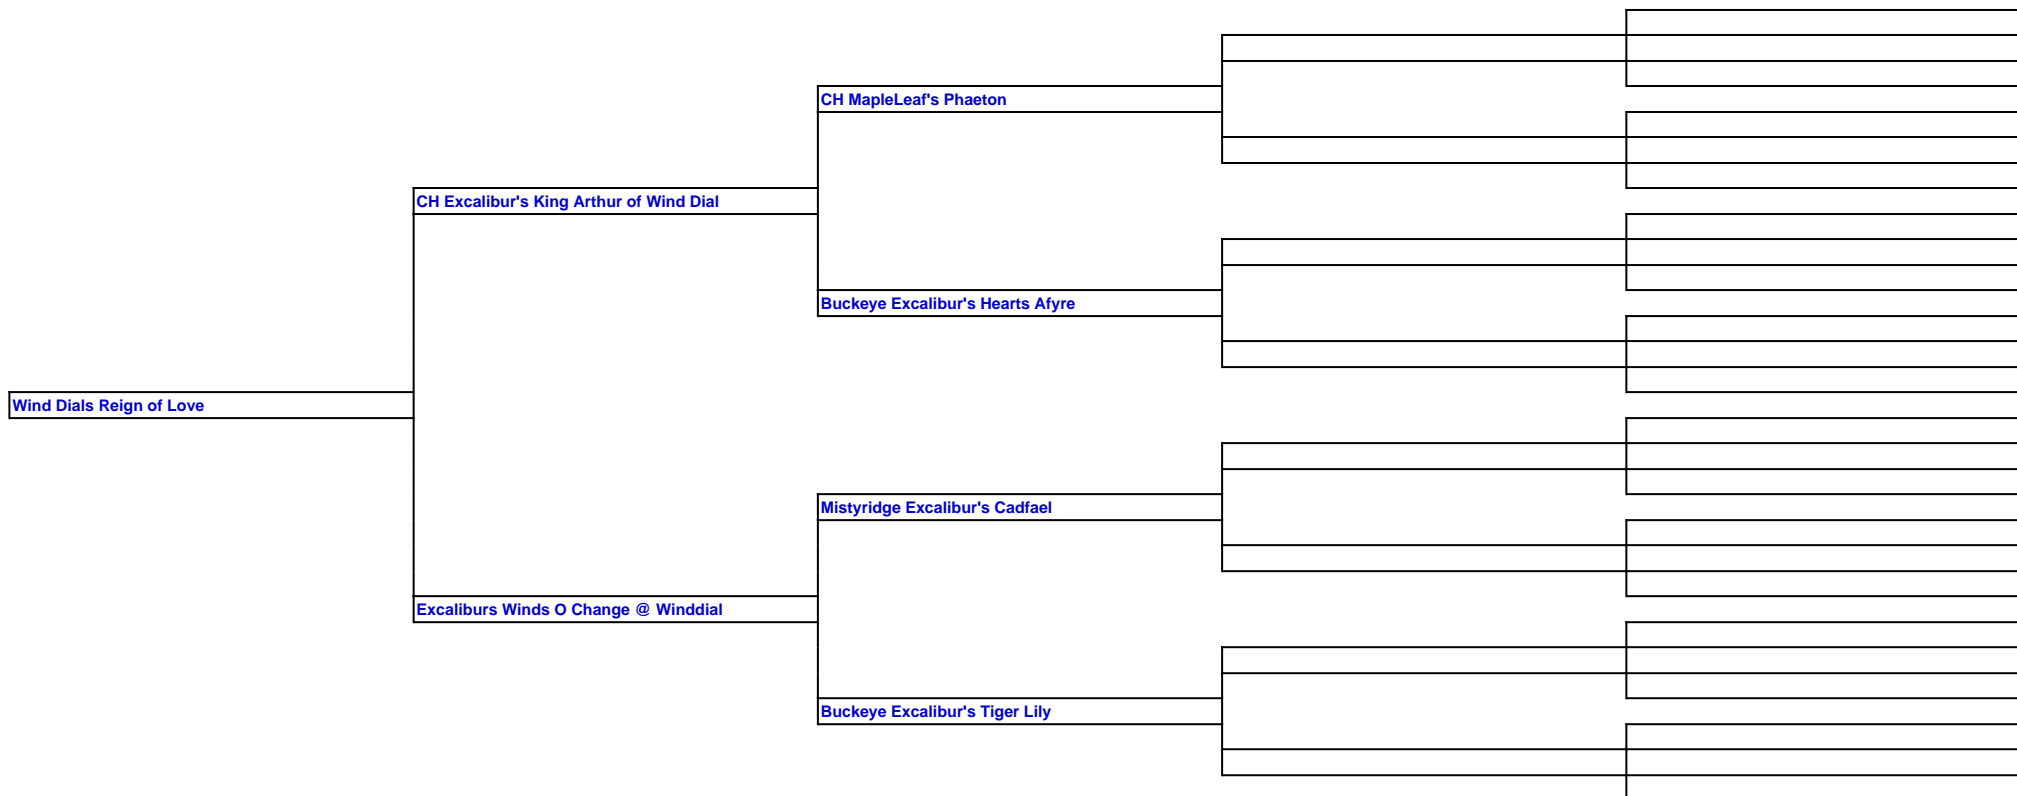 CH MapleLeaf's Phaeton
CH Excalibur's King Arthur of Wind Dial
Buckeye Excalibur's Hearts Afyre
Wind Dials Reign of Love
Mistyridge Excalibur's Cadfael
Excaliburs Winds O Change @ Winddial
Buckeye Excalibur's Tiger Lily